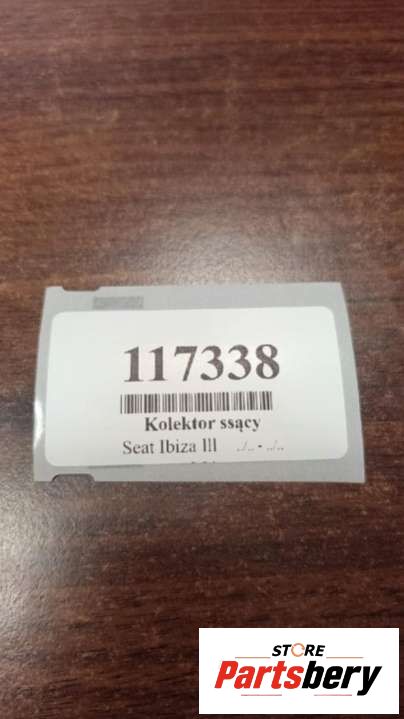 117338
Kolektor ssący
Seat Ibiza III ../.. - ../..
STORE
Partsbery